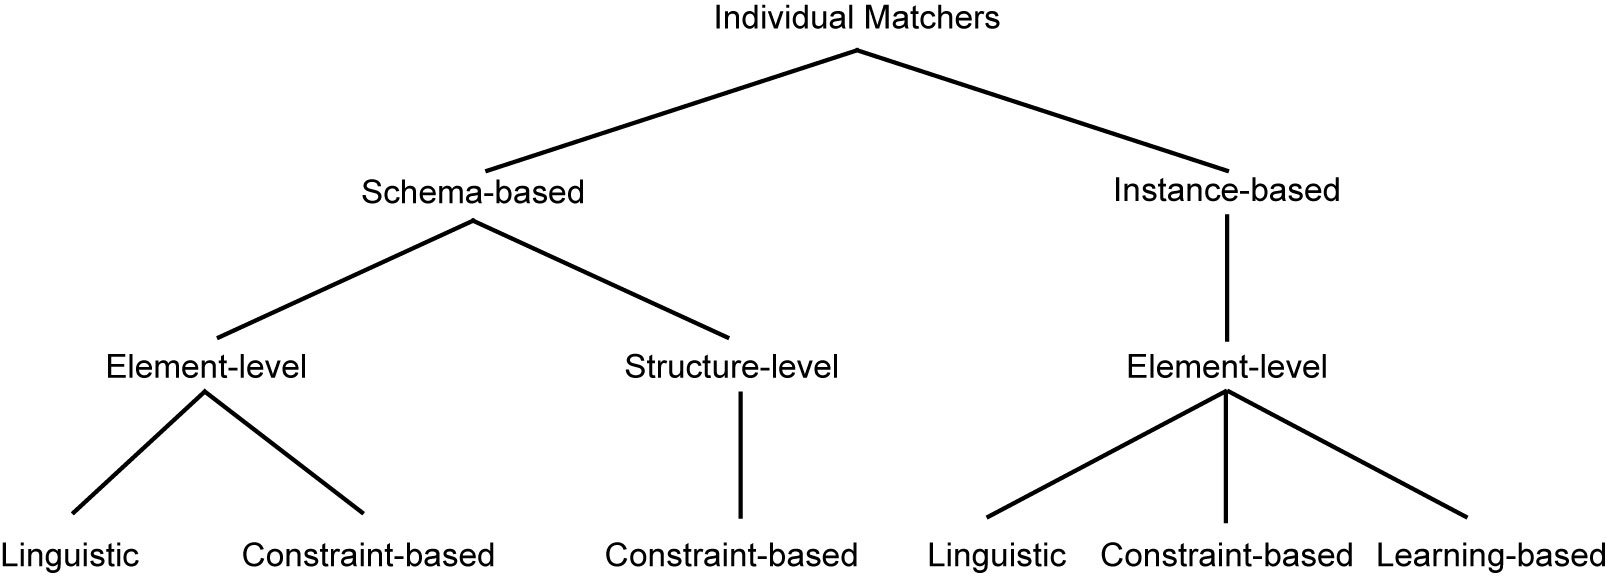 Individual Matchers
Schema-based
Instance-based
Element-level
Structure-level
Element-level
Linguistic
Constraint-based
Constraint-based
Linguistic
Constraint-based
Learning-based